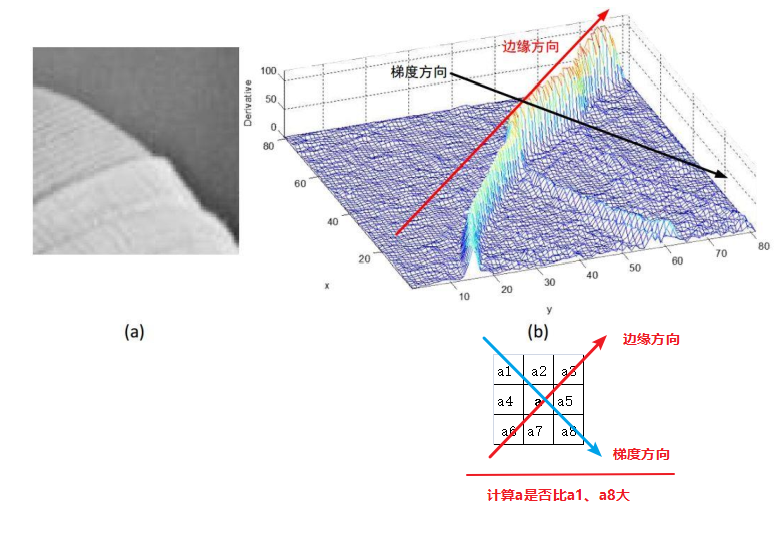 边缘方向
梯度方向
Derivative
100
50
0
80
60
40
20
x
10
20
30
40
50
60
70
80
y
(a)
(b)
边缘方向
a1 a2 a3
a4 a a5
a6 a7 a8
梯度方向
计算a是否比a1、a8大